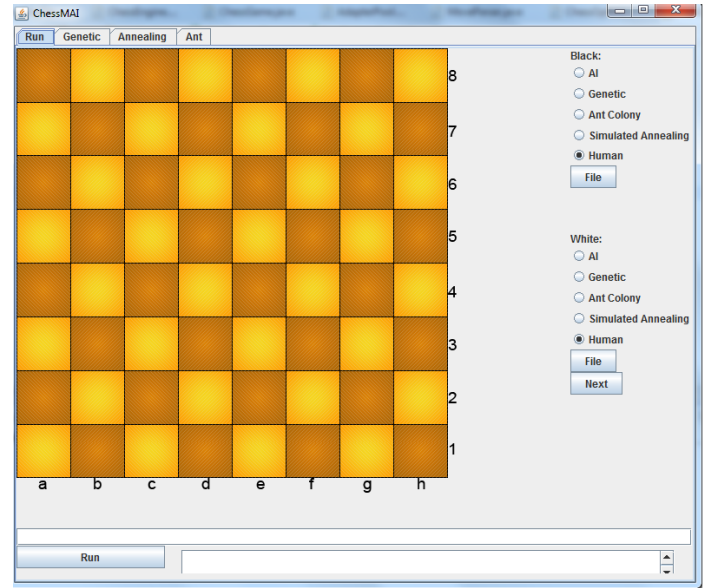 ChessMAI
Run Genetic Annealing Ant
8
7
6
5
4
3
2
1
a b c d e f g h
Black:
AI
Genetic
Ant Colony
Simulated Annealing
Human
File
White:
AI
Genetic
Ant Colony
Simulated Annealing
Human
File
Next
Run